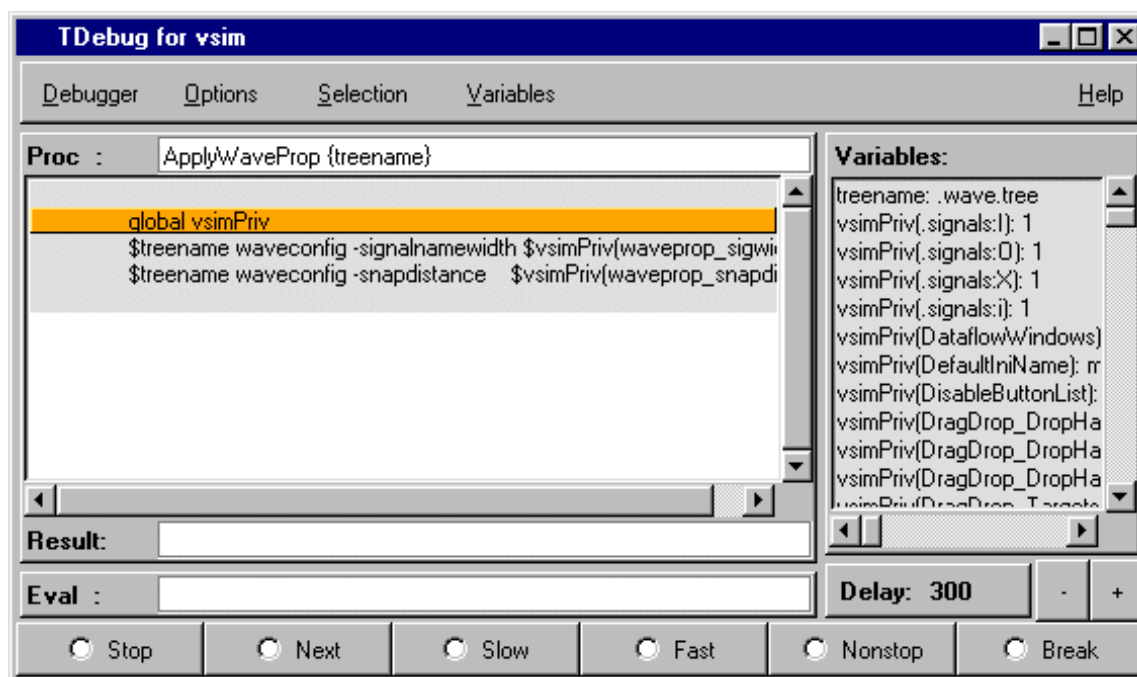 TDebug for vsim
Debugger Options Selection Variables Help
Proc : ApplyWaveProp {treename}
global vsimPriv
$treename waveconfig -signalnamewidth $vsimPriv(waveprop_sigwi
$treename waveconfig -snapdistance $vsimPriv(waveprop_snapdi
Result:
Eval :
Variables:
treename: .wave.tree
vsimPriv(.signals:I): 1
vsimPriv(.signals:O): 1
vsimPriv(.signals:X): 1
vsimPriv(.signals:i): 1
vsimPriv(DataflowWindows)
vsimPriv(DefaultIniName): m
vsimPriv(DisableButtonList):
vsimPriv(DragDrop_DropHa
vsimPriv(DragDrop_DropHa
vsimPriv(DragDrop_DropHa
vsimPriv(DragDrop_Targets
Delay: 300 - +
Stop Next Slow Fast Nonstop Break